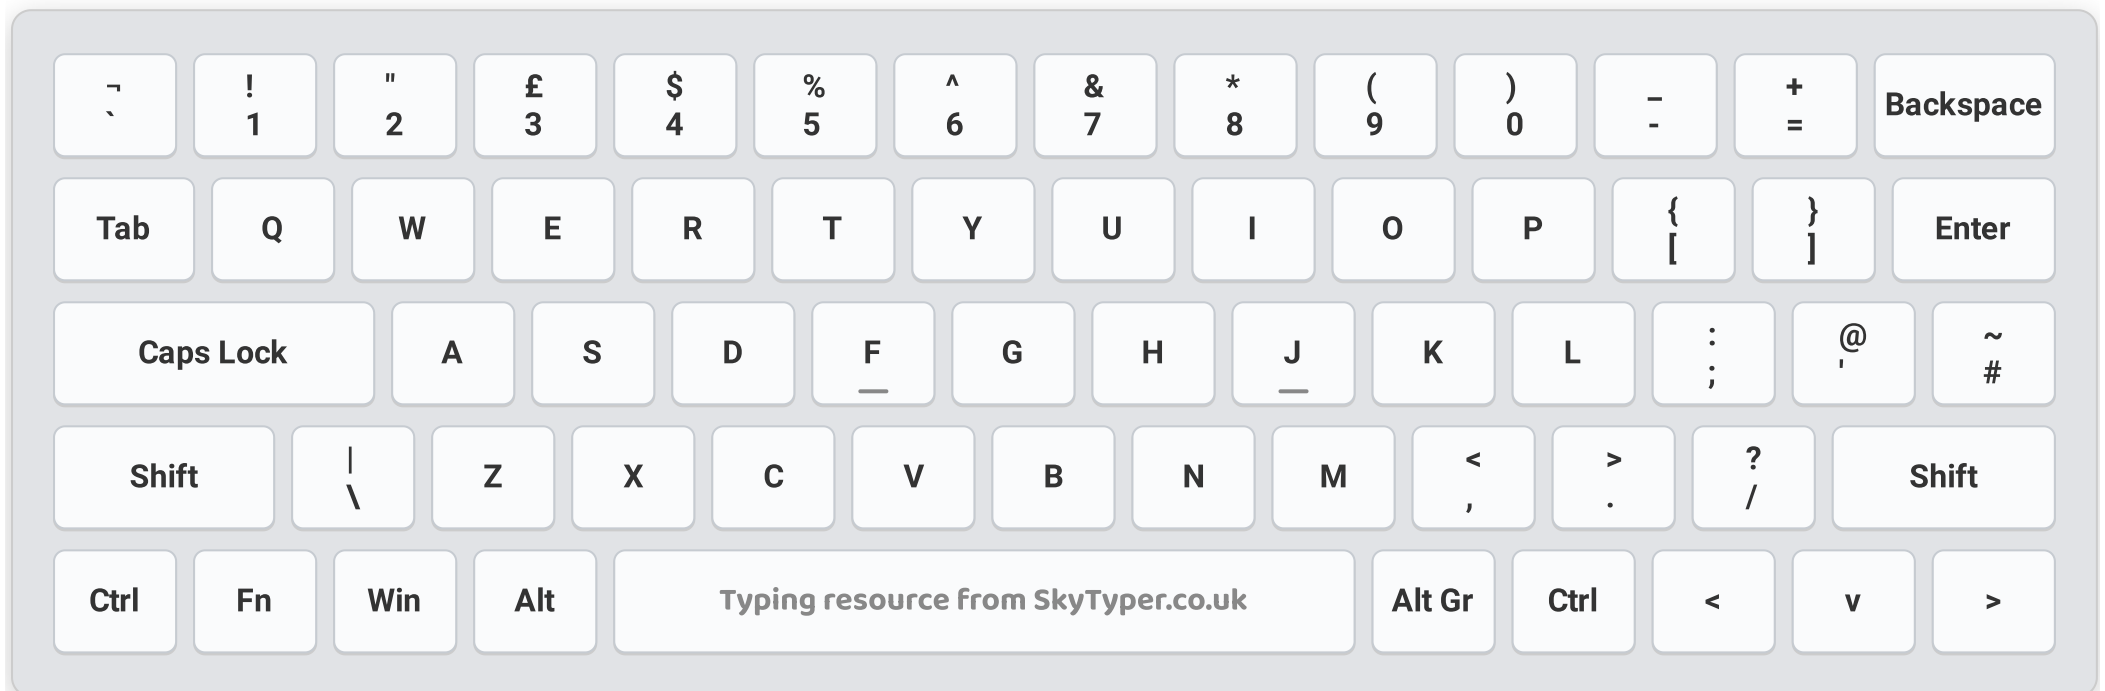 ¬ ! " £ $ % ^ & * ( ) _ +
` 1 2 3 4 5 6 7 8 9 0 - = Backspace
Tab Q W E R T Y U I O P { [ } ] Enter
Caps Lock A S D F G H J K L : ; @ ' ~ #
Shift | \ Z X C V B N M < , > . ? / Shift
Ctrl Fn Win Alt Typing resource from SkyTyper.co.uk Alt Gr Ctrl < v >